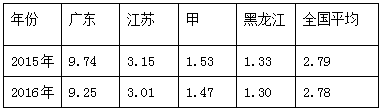 年份 广东 江苏 甲 黑龙江 全国平均
2015年 9.74 3.15 1.53 1.33 2.79
2016年 9.25 3.01 1.47 1.30 2.78